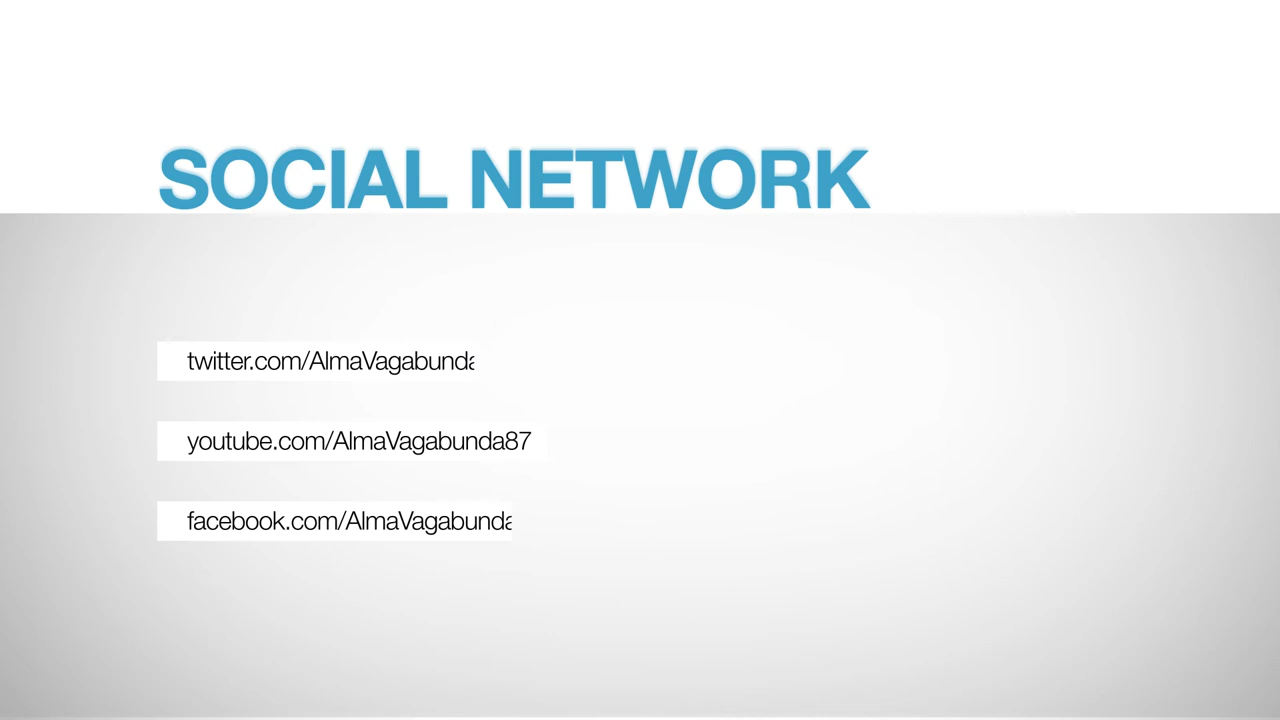 SOCIAL NETWORK
twitter.com/AlmaVagabunda
youtube.com/AlmaVagabunda87
facebook.com/AlmaVagabunda